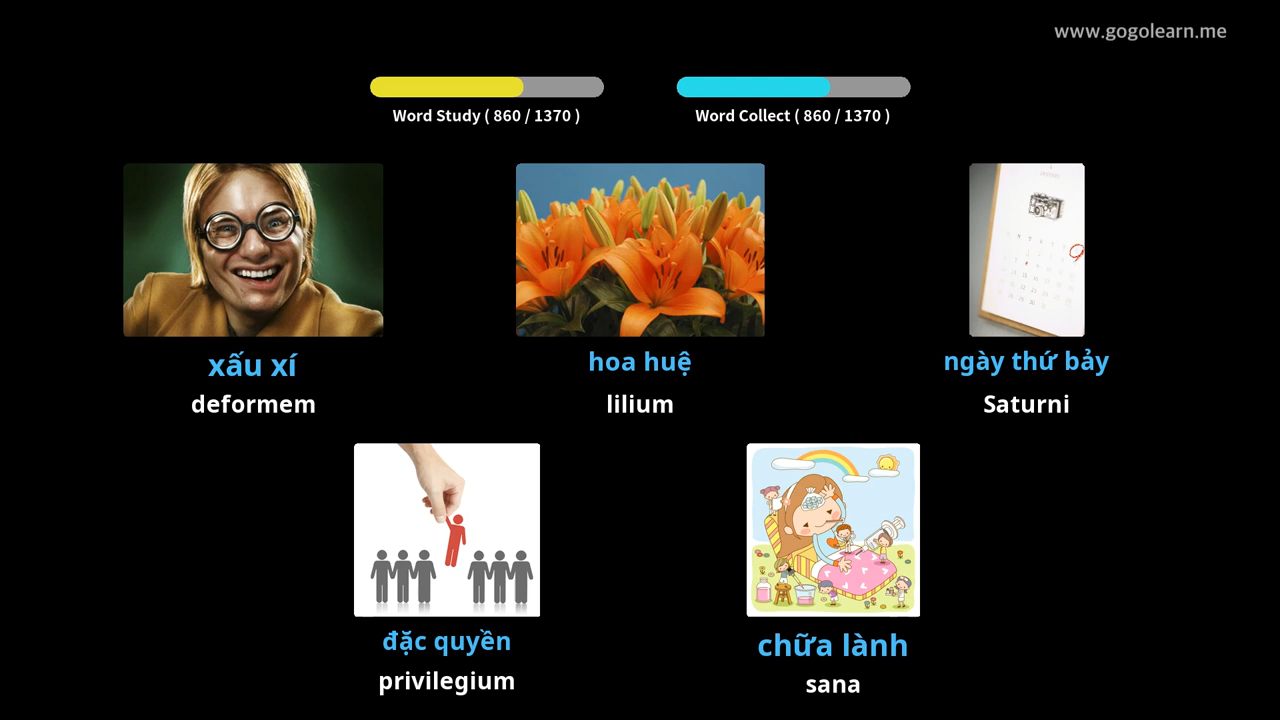 www.gogolearn.me
Word Study ( 860 / 1370 )
Word Collect ( 860 / 1370 )
xấu xí
deformem
hoa huệ
lilium
ngày thứ bảy
Saturni
đặc quyền
privilegium
chữa lành
sana